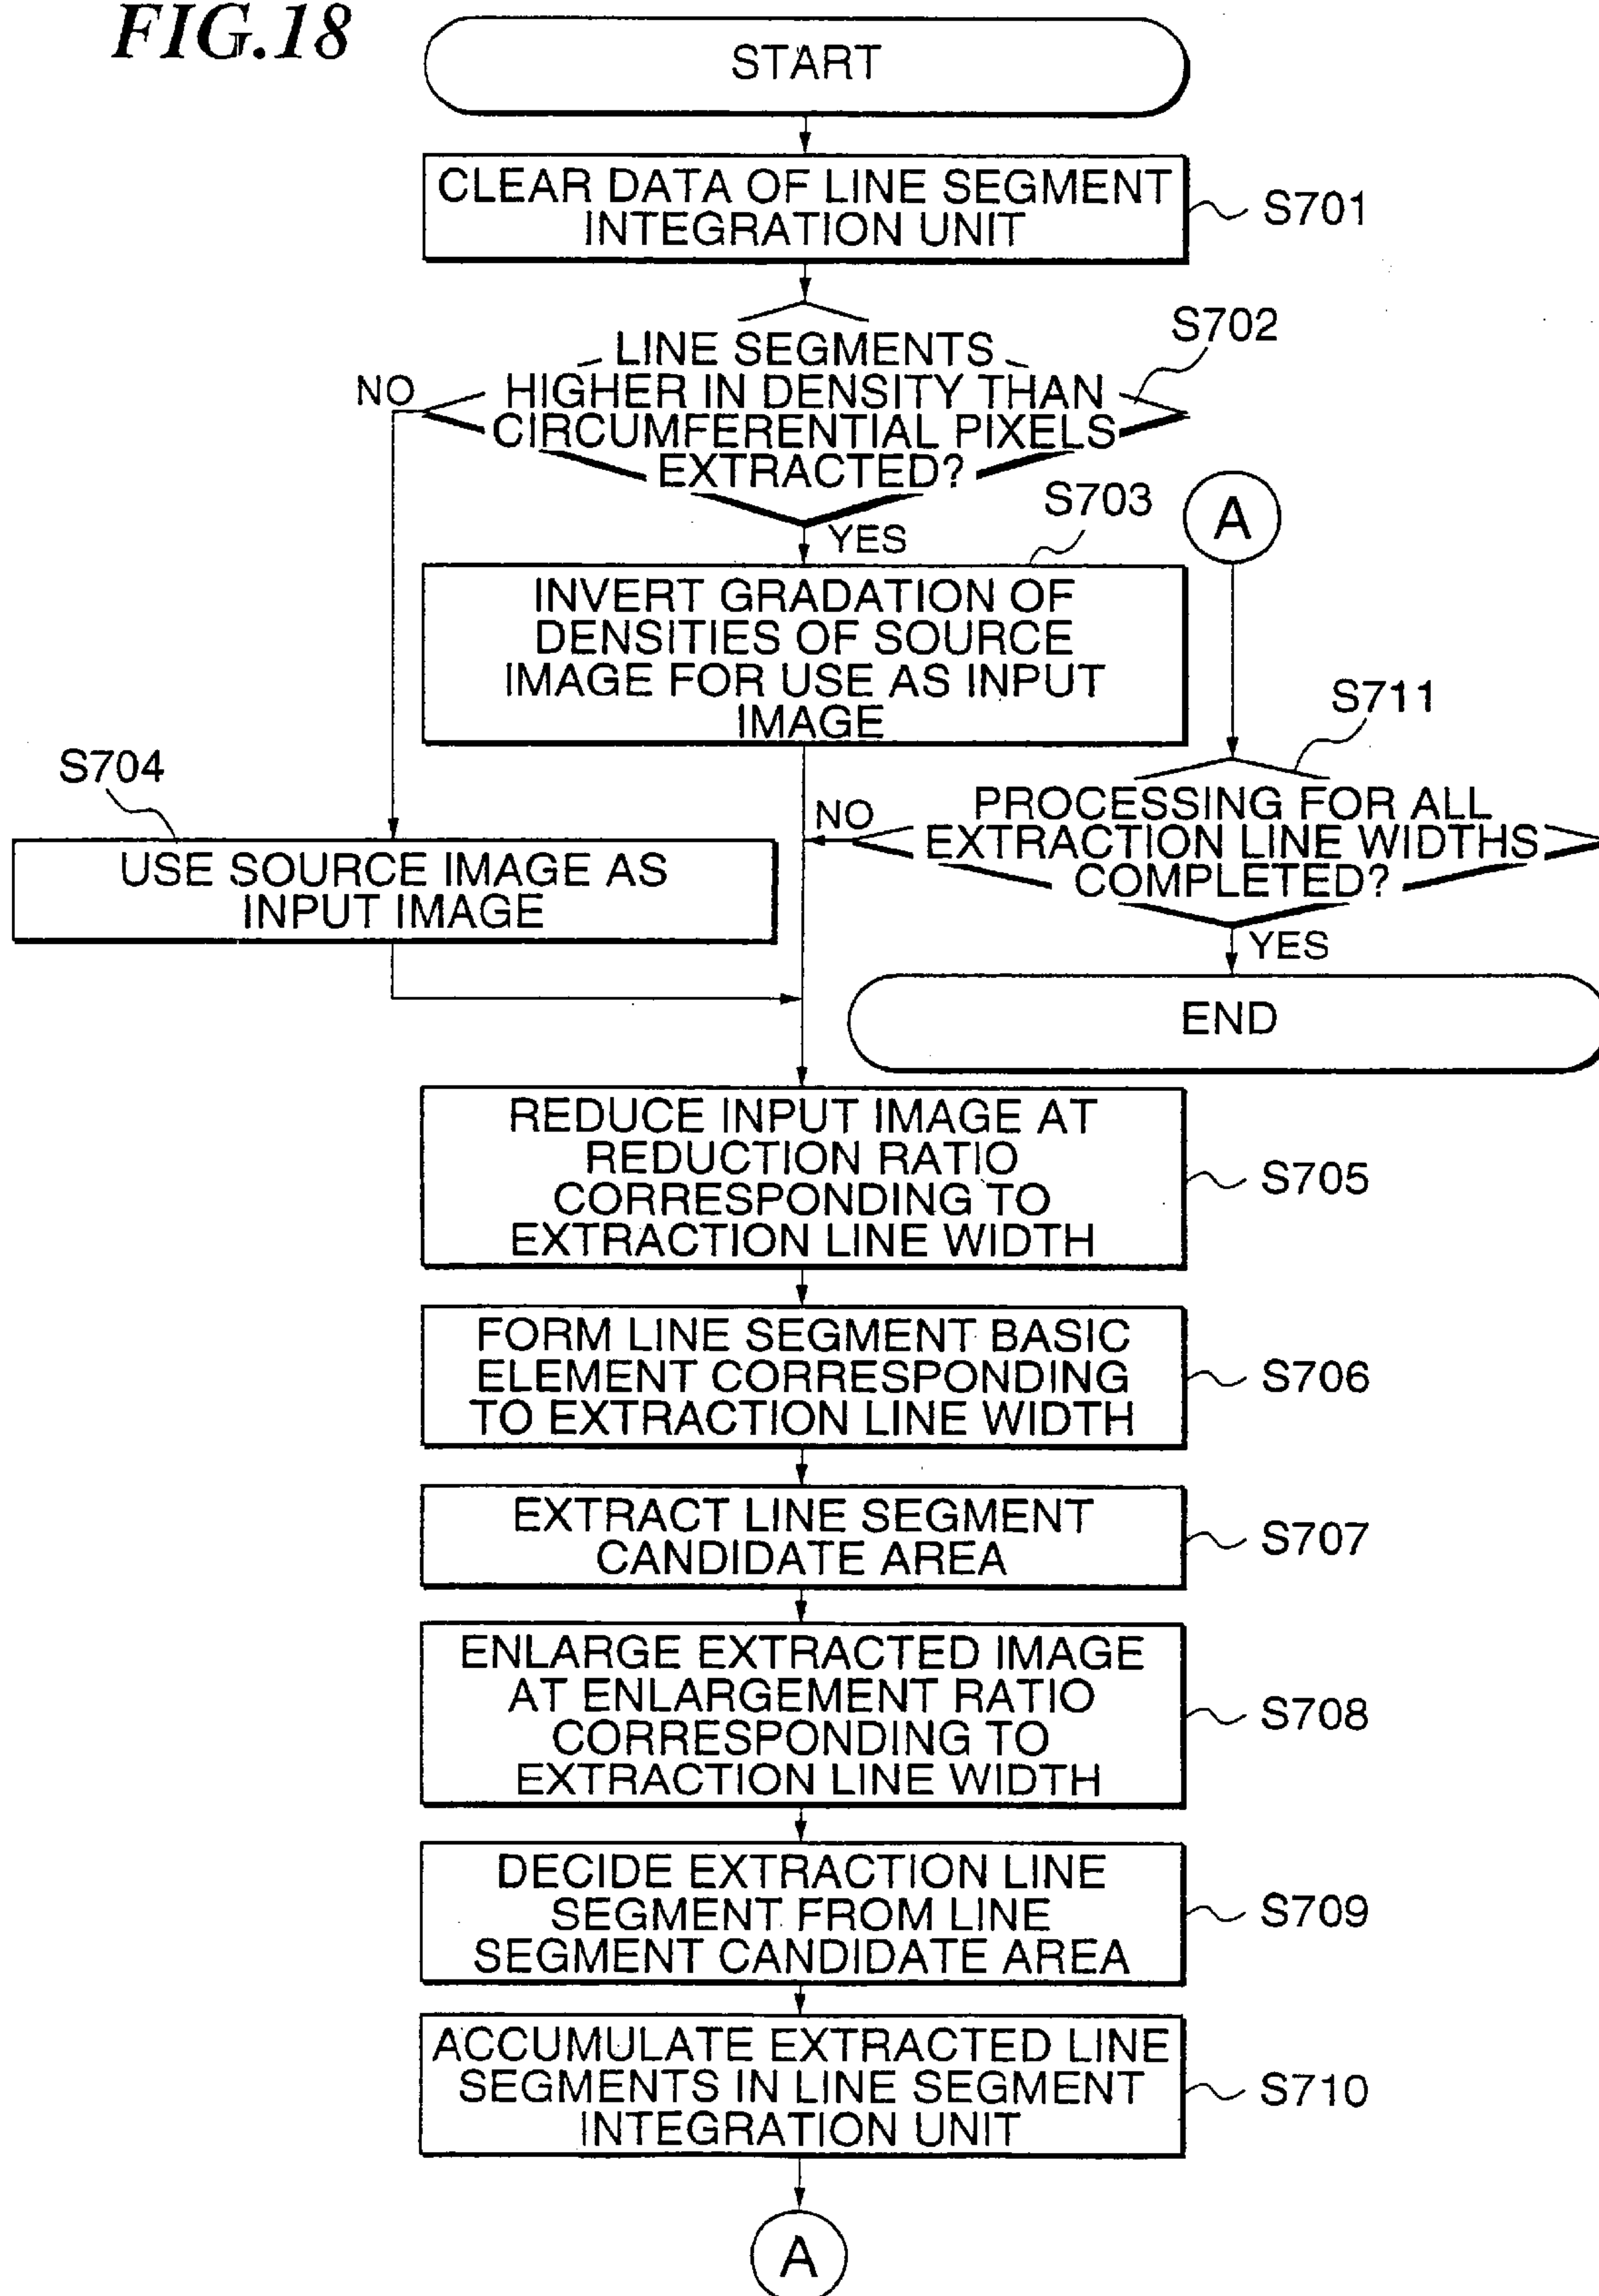 FIG.18
START
CLEAR DATA OF LINE SEGMENT
INTEGRATION UNIT
S701
LINE SEGMENTS
HIGHER IN DENSITY THAN
CIRCUMFERENTIAL PIXELS
EXTRACTED?
S702
NO
YES
S703
INVERT GRADATION OF
DENSITIES OF SOURCE
IMAGE FOR USE AS INPUT
IMAGE
A
S711
PROCESSING FOR ALL
EXTRACTION LINE WIDTHS
COMPLETED?
NO
YES
END
S704
USE SOURCE IMAGE AS
INPUT IMAGE
REDUCE INPUT IMAGE AT
REDUCTION RATIO
CORRESPONDING TO
EXTRACTION LINE WIDTH
S705
FORM LINE SEGMENT BASIC
ELEMENT CORRESPONDING
TO EXTRACTION LINE WIDTH
S706
EXTRACT LINE SEGMENT
CANDIDATE AREA
S707
ENLARGE EXTRACTED IMAGE
AT ENLARGEMENT RATIO
CORRESPONDING TO
EXTRACTION LINE WIDTH
S708
DECIDE EXTRACTION LINE
SEGMENT FROM LINE
SEGMENT CANDIDATE AREA
S709
ACCUMULATE EXTRACTED LINE
SEGMENTS IN LINE SEGMENT
INTEGRATION UNIT
S710
A